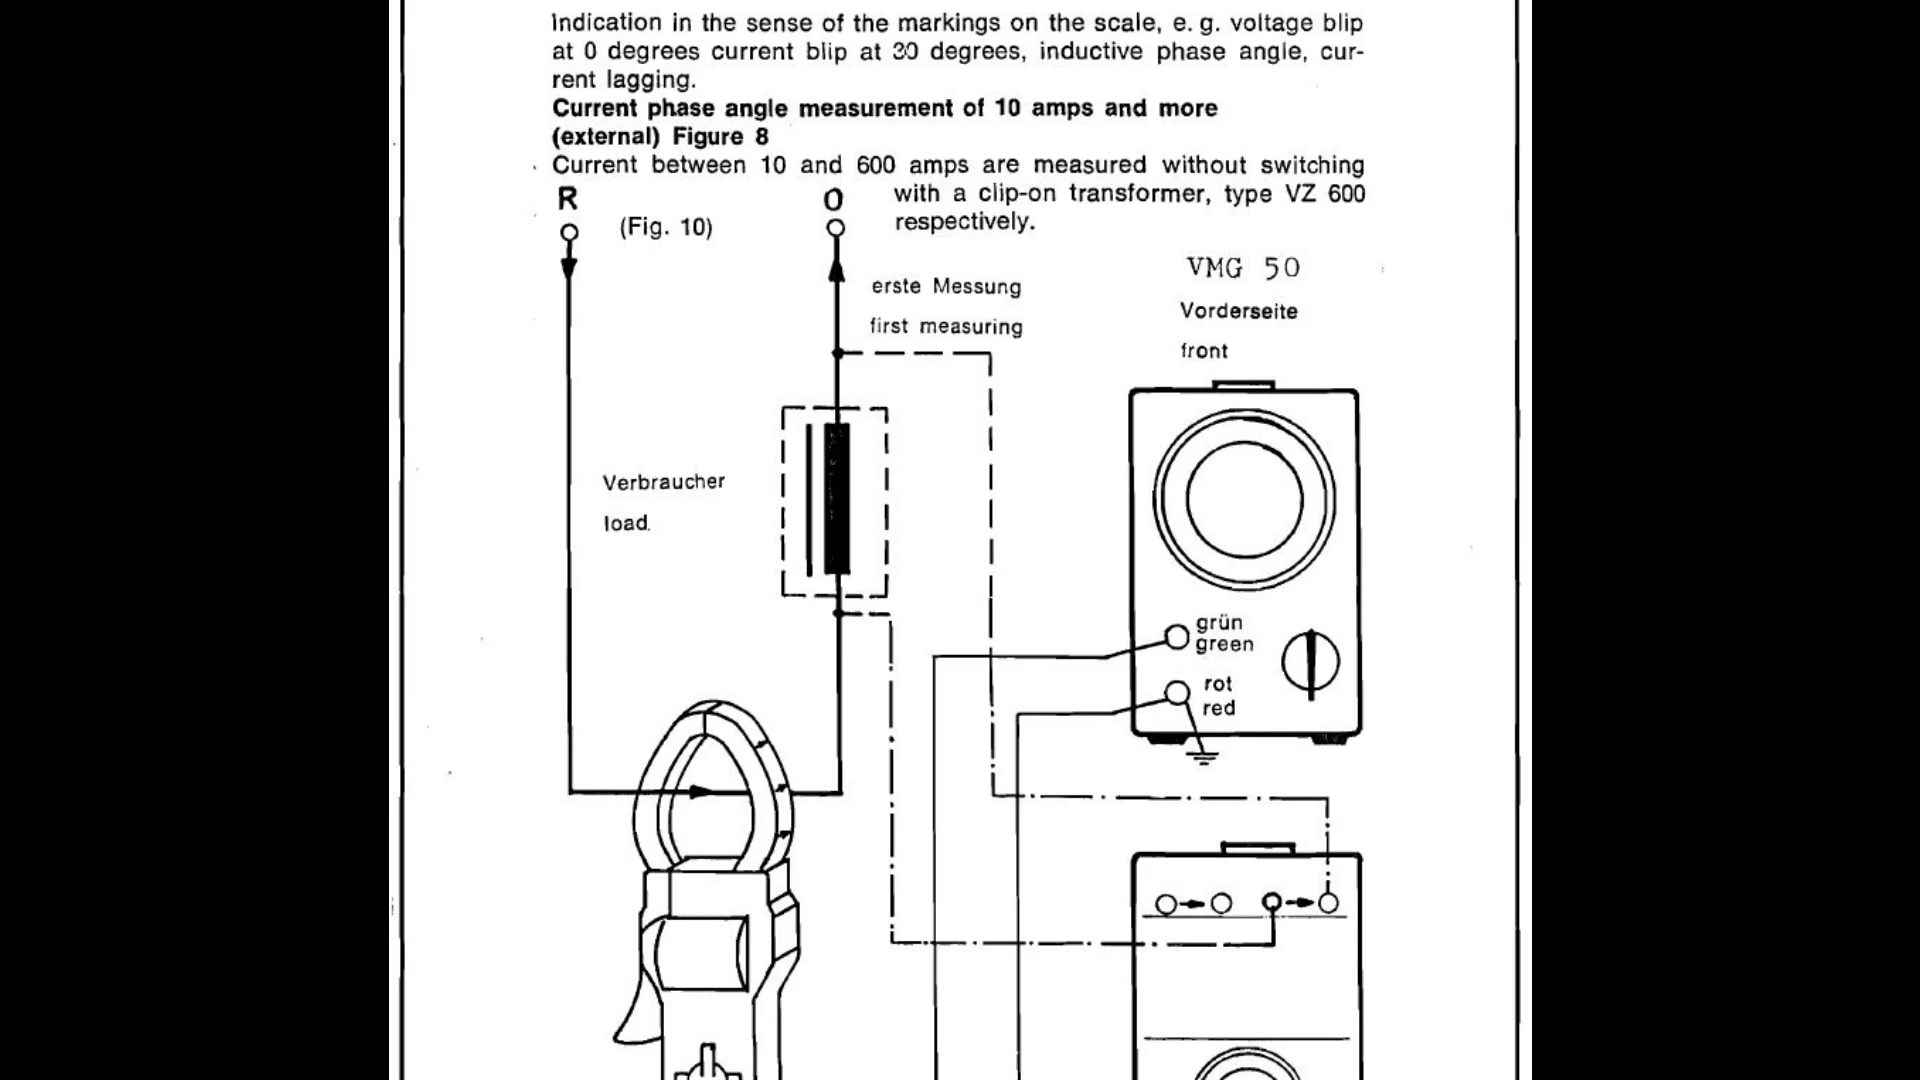 Indication in the sense of the markings on the scale, e. g. voltage blip
at 0 degrees current blip at 30 degrees, inductive phase angle, cur-
rent lagging.
Current phase angle measurement of 10 amps and more
(external) Figure 8
Current between 10 and 600 amps are measured without switching
with a clip-on transformer, type VZ 600
respectively.
R
(Fig. 10)
O
erste Messung
first measuring
VMG 50
Vorderseite
front
Verbraucher
load.
grün
green
rot
red